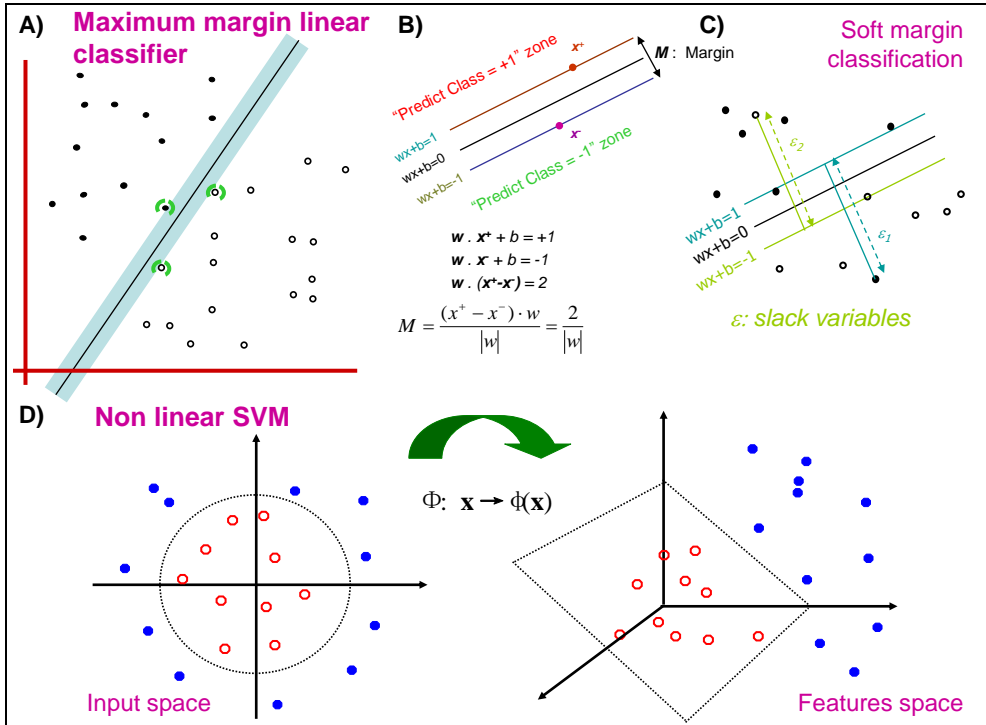 A)
Maximum margin linear
classifier
B)
"Predict Class = +1" zone
x⁺
M : Margin
wx+b=1
wx+b=0
wx+b=-1
x⁻
"Predict Class = -1" zone
w . x⁺ + b = +1
w . x⁻ + b = -1
w . (x⁺-x⁻) = 2
M = (x⁺ − x⁻) · w / |w| = 2 / |w|
C)
Soft margin
classification
ε₂
wx+b=1
wx+b=0
wx+b=-1
ε₁
ε: slack variables
D)
Non linear SVM
Φ: x → ϕ(x)
Input space
Features space